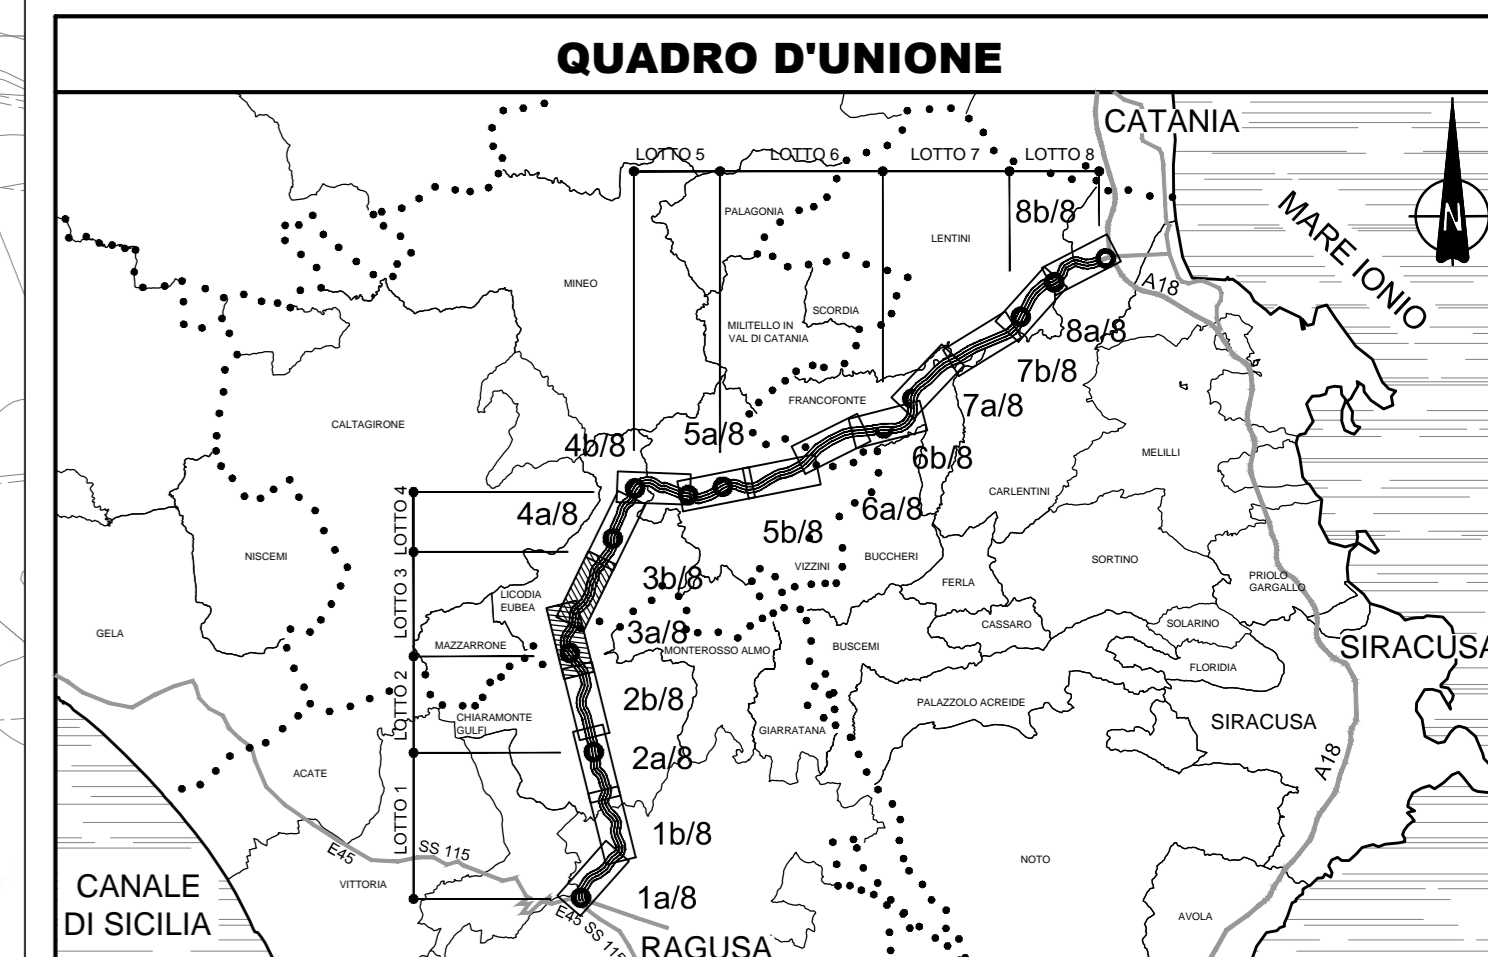 QUADRO D'UNIONE
CATANIA
LOTTO 5
LOTTO 6
LOTTO 7
LOTTO 8
N
MARE IONIO
PALAGONIA
8b/8
LENTINI
MINEO
A18
SCORDIA
MILITELLO IN
VAL DI CATANIA
8a/8
7b/8
FRANCOFONTE
7a/8
CALTAGIRONE
4b/8
5a/8
6b/8
MELILLI
CARLENTINI
LOTTO 4
4a/8
6a/8
5b/8
NISCEMI
VIZZINI
BUCCHERI
SORTINO
FERLA
PRIOLO
GARGALLO
3b/8
LICODIA
EUBEA
LOTTO 3
GELA
3a/8
CASSARO
SOLARINO
MAZZARRONE
MONTEROSSO ALMO
BUSCEMI
SIRACUSA
FLORIDIA
LOTTO 2
2b/8
PALAZZOLO ACREIDE
CHIARAMONTE
GULFI
GIARRATANA
SIRACUSA
2a/8
A18
ACATE
LOTTO 1
1b/8
E45
SS 115
NOTO
VITTORIA
CANALE
DI SICILIA
1a/8
E45 SS 115
AVOLA
RAGUSA